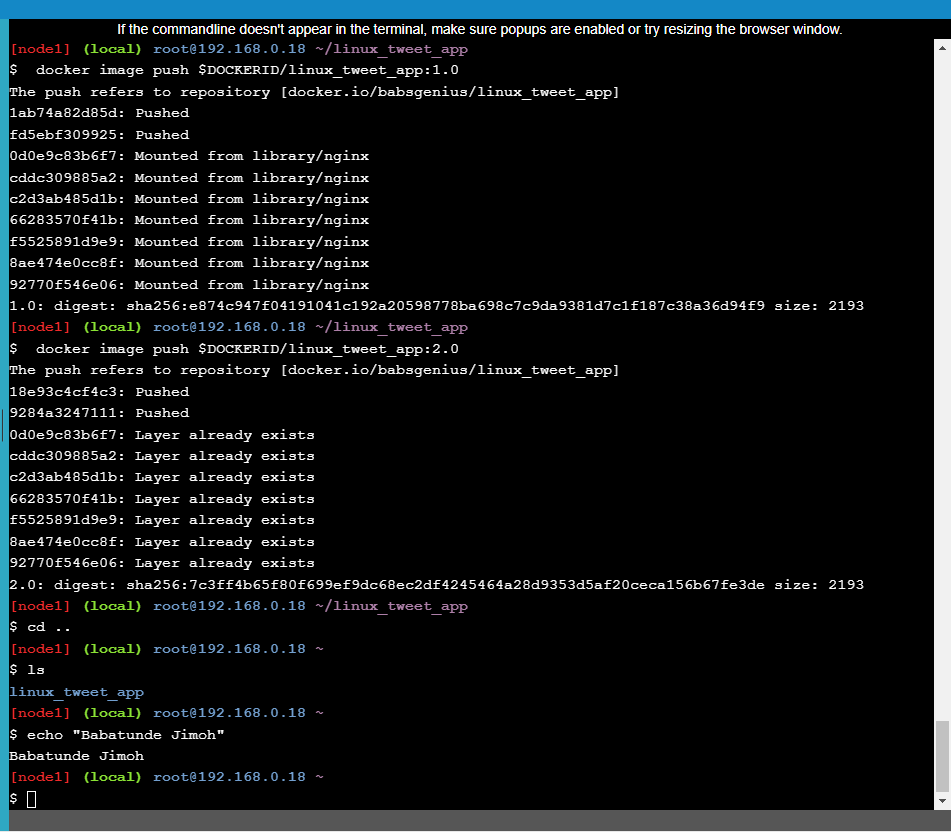 If the commandline doesn't appear in the terminal, make sure popups are enabled or try resizing the browser window.
[node1] (local) root@192.168.0.18 ~/linux_tweet_app
$  docker image push $DOCKERID/linux_tweet_app:1.0
The push refers to repository [docker.io/babsgenius/linux_tweet_app]
1ab74a82d85d: Pushed
fd5ebf309925: Pushed
0d0e9c83b6f7: Mounted from library/nginx
cddc309885a2: Mounted from library/nginx
c2d3ab485d1b: Mounted from library/nginx
66283570f41b: Mounted from library/nginx
f5525891d9e9: Mounted from library/nginx
8ae474e0cc8f: Mounted from library/nginx
92770f546e06: Mounted from library/nginx
1.0: digest: sha256:e874c947f04191041c192a20598778ba698c7c9da9381d7c1f187c38a36d94f9 size: 2193
[node1] (local) root@192.168.0.18 ~/linux_tweet_app
$  docker image push $DOCKERID/linux_tweet_app:2.0
The push refers to repository [docker.io/babsgenius/linux_tweet_app]
18e93c4cf4c3: Pushed
9284a3247111: Pushed
0d0e9c83b6f7: Layer already exists
cddc309885a2: Layer already exists
c2d3ab485d1b: Layer already exists
66283570f41b: Layer already exists
f5525891d9e9: Layer already exists
8ae474e0cc8f: Layer already exists
92770f546e06: Layer already exists
2.0: digest: sha256:7c3ff4b65f80f699ef9dc68ec2df4245464a28d9353d5af20ceca156b67fe3de size: 2193
[node1] (local) root@192.168.0.18 ~/linux_tweet_app
$ cd ..
[node1] (local) root@192.168.0.18 ~
$ ls
linux_tweet_app
[node1] (local) root@192.168.0.18 ~
$ echo "Babatunde Jimoh"
Babatunde Jimoh
[node1] (local) root@192.168.0.18 ~
$